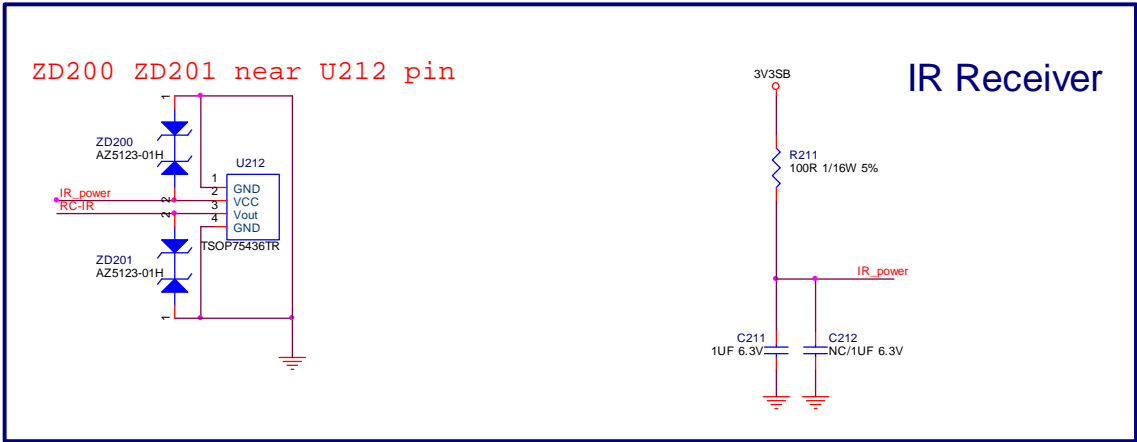 ZD200 ZD201 near U212 pin
IR Receiver
3V3SB
1
ZD200
AZ5123-01H
R211
100R 1/16W 5%
U212
1
GND
IR_power
2
2
VCC
RC-IR
2
3
Vout
4
GND
TSOP75436TR
ZD201
AZ5123-01H
1
IR_power
C211
1UF 6.3V
C212
NC/1UF 6.3V